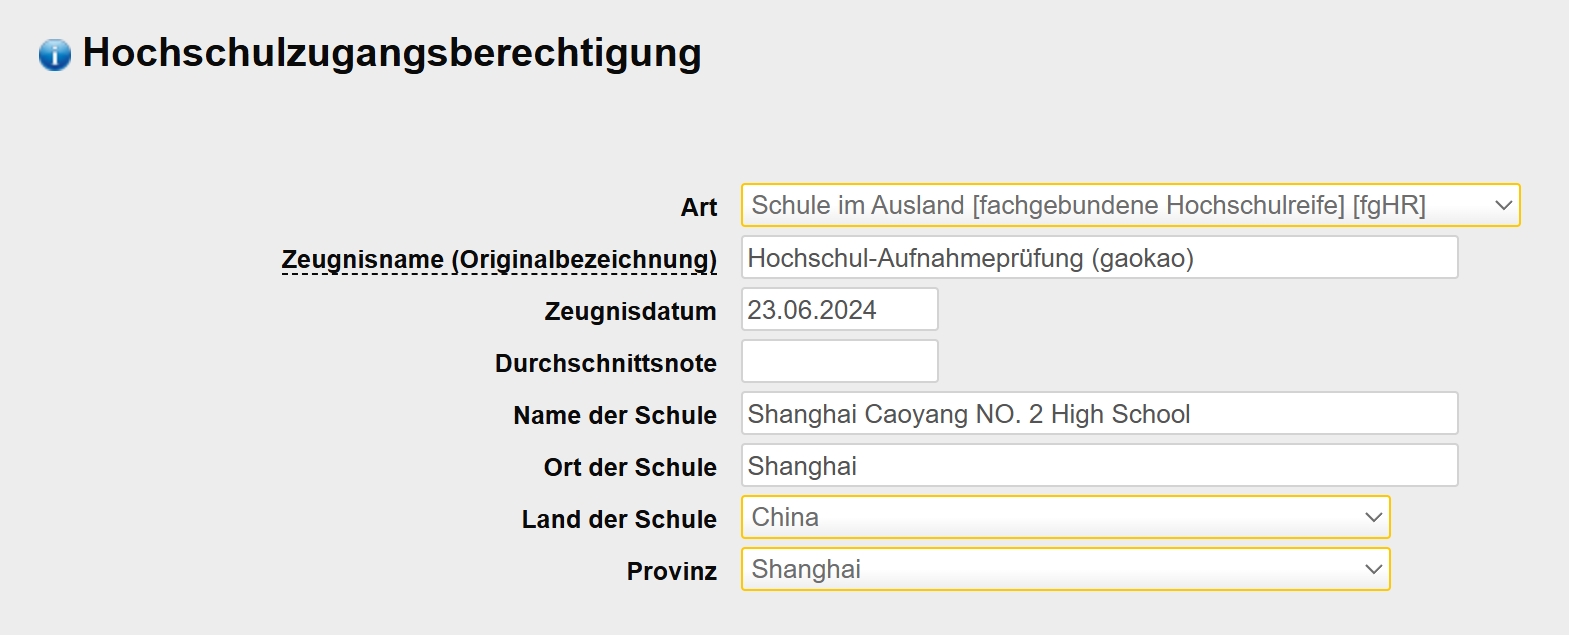 Hochschulzugangsberechtigung
Art Schule im Ausland [fachgebundene Hochschulreife] [fgHR]
Zeugnisname (Originalbezeichnung) Hochschul-Aufnahmeprüfung (gaokao)
Zeugnisdatum 23.06.2024
Durchschnittsnote
Name der Schule Shanghai Caoyang NO. 2 High School
Ort der Schule Shanghai
Land der Schule China
Provinz Shanghai